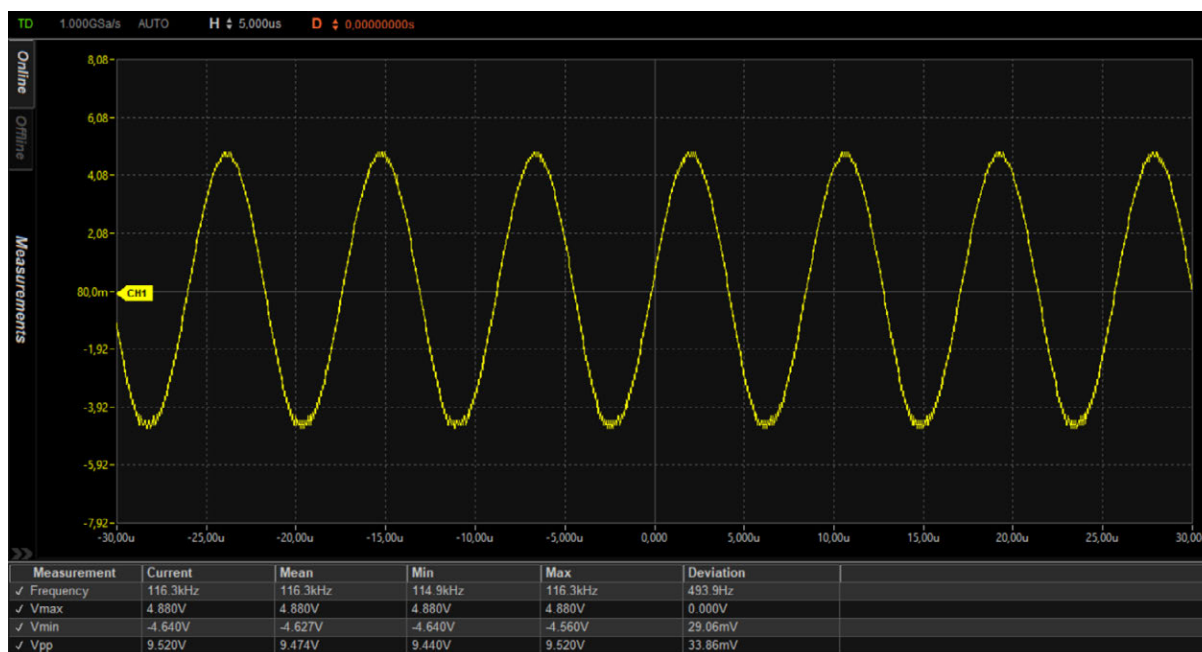 TD 1.000GSa/s AUTO H 5,000us D 0,00000000s
Online
Offline
Measurements
8,08
6,08
4,08
2,08
80,0m CH1
-1,92
-3,92
-5,92
-7,92
-30,00u -25,00u -20,00u -15,00u -10,00u -5,000u 0,000 5,000u 10,00u 15,00u 20,00u 25,00u 30,00
Measurement Current Mean Min Max Deviation
✓ Frequency 116.3kHz 116.3kHz 114.9kHz 116.3kHz 493.9Hz
✓ Vmax 4.880V 4.880V 4.880V 4.880V 0.000V
✓ Vmin -4.640V -4.627V -4.640V -4.560V 29.06mV
✓ Vpp 9.520V 9.474V 9.440V 9.520V 33.86mV